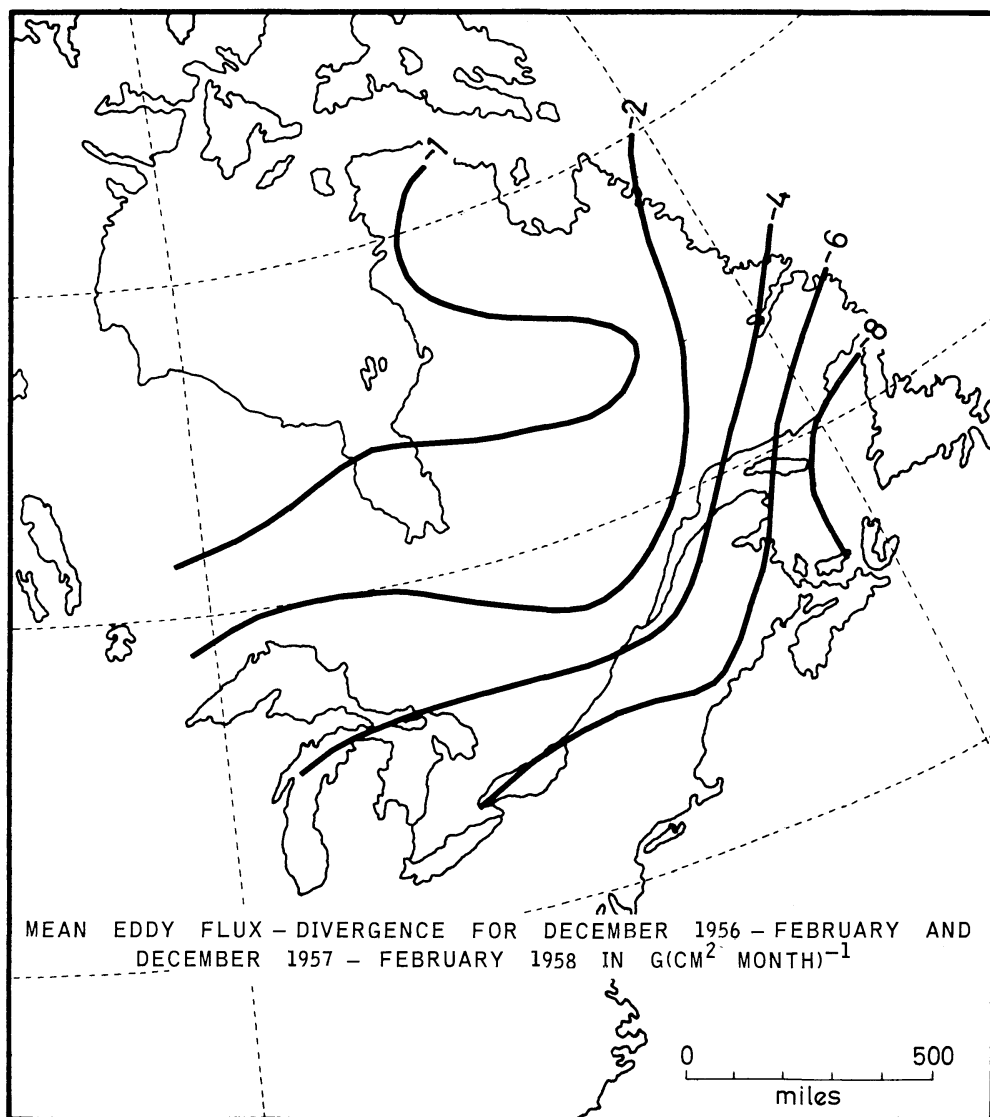 -1
-2
-4
-6
-8
MEAN EDDY FLUX – DIVERGENCE FOR DECEMBER 1956 – FEBRUARY AND
DECEMBER 1957 – FEBRUARY 1958 IN G(CM² MONTH)⁻¹
0 500
miles